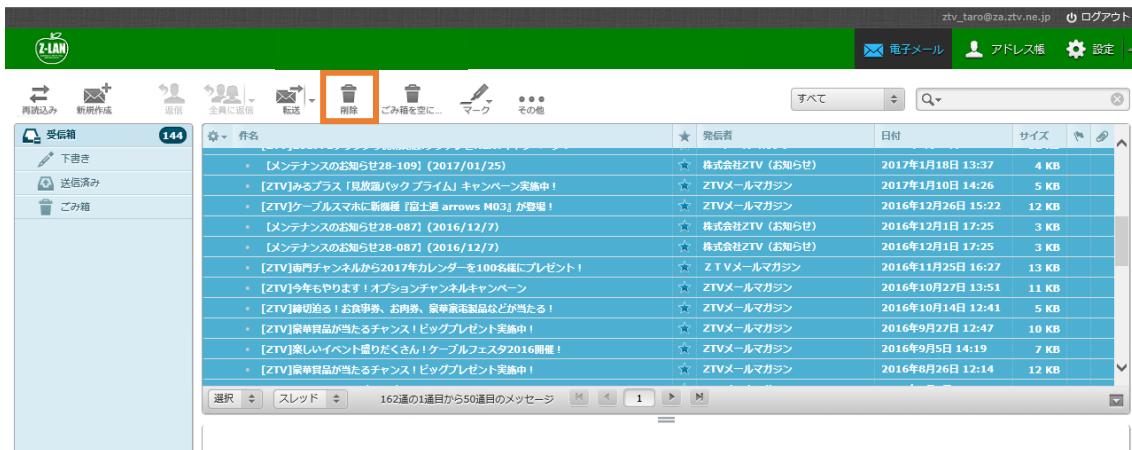 ztv_taro@za.ztv.ne.jp ログアウト
Z-LAN
電子メール アドレス帳 設定
再読込み 新規作成 返信 全員に返信 転送 削除 ごみ箱を空に... マーク その他 すべて
受信箱 144
下書き
送信済み
ごみ箱
件名 発信者 日付 サイズ
【メンテナンスのお知らせ28-109】(2017/01/25) 株式会社ZTV（お知らせ） 2017年1月18日 13:37 4 KB
[ZTV]みるプラス「見放題パック プライム」キャンペーン実施中！ ZTVメールマガジン 2017年1月10日 14:26 5 KB
[ZTV]ケーブルスマホに新機種『富士通 arrows M03』が登場！ ZTVメールマガジン 2016年12月26日 15:22 12 KB
【メンテナンスのお知らせ28-087】(2016/12/7) 株式会社ZTV（お知らせ） 2016年12月1日 17:25 3 KB
【メンテナンスのお知らせ28-087】(2016/12/7) 株式会社ZTV（お知らせ） 2016年12月1日 17:25 3 KB
[ZTV]専門チャンネルから2017年カレンダーを100名様にプレゼント！ ＺＴＶメールマガジン 2016年11月25日 16:27 13 KB
[ZTV]今年もやります！オプションチャンネルキャンペーン ZTVメールマガジン 2016年10月27日 13:51 11 KB
[ZTV]締切迫る！お食事券、お肉券、豪華家電製品などが当たる！ ZTVメールマガジン 2016年10月14日 12:41 5 KB
[ZTV]豪華賞品が当たるチャンス！ビッグプレゼント実施中！ ZTVメールマガジン 2016年9月27日 12:47 10 KB
[ZTV]楽しいイベント盛りだくさん！ケーブルフェスタ2016開催！ ZTVメールマガジン 2016年9月5日 14:19 7 KB
[ZTV]豪華賞品が当たるチャンス！ビッグプレゼント実施中！ ZTVメールマガジン 2016年8月26日 12:14 12 KB
選択 スレッド 162通の1通目から50通目のメッセージ 1